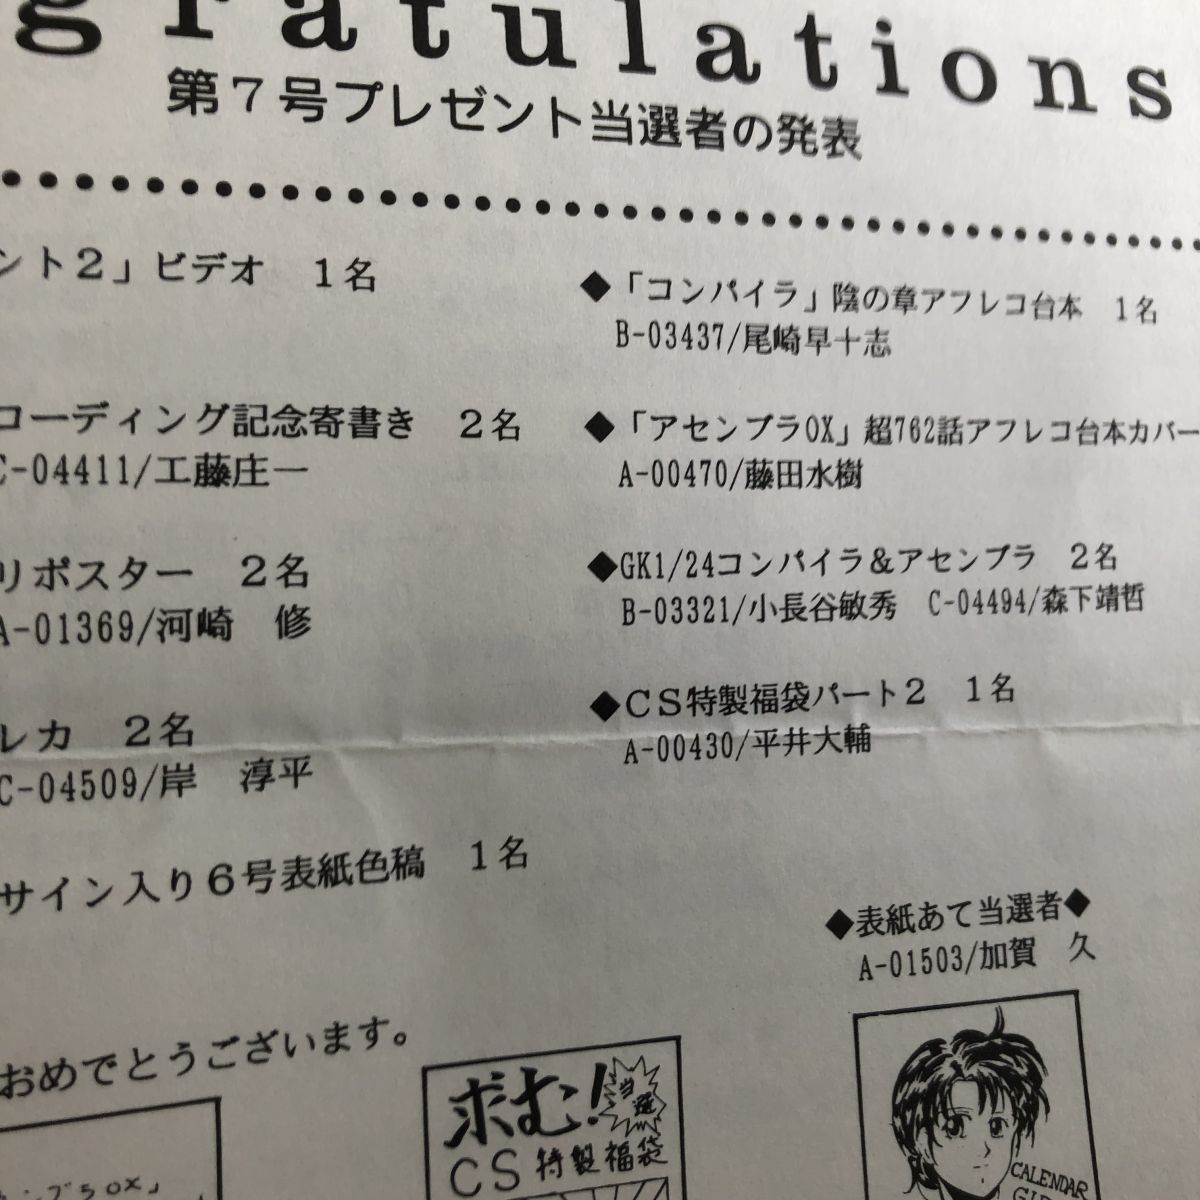 gratulations
第7号プレゼント当選者の発表
ント2」ビデオ　1名
コーディング記念寄書き　2名
C-04411/工藤庄一
リポスター　2名
A-01369/河崎　修
レカ　2名
C-04509/岸　淳平
サイン入り6号表紙色稿　1名
おめでとうございます。
◆「コンパイラ」陰の章アフレコ台本　1名
B-03437/尾崎早十志
◆「アセンブラOX」超762話アフレコ台本カバー
A-00470/藤田水樹
◆GK1/24コンパイラ&アセンブラ　2名
B-03321/小長谷敏秀　C-04494/森下靖哲
◆CS特製福袋パート2　1名
A-00430/平井大輔
◆表紙あて当選者◆
A-01503/加賀　久
求む!
当選
CS特製福袋
ンブラOX」
CALENDAR